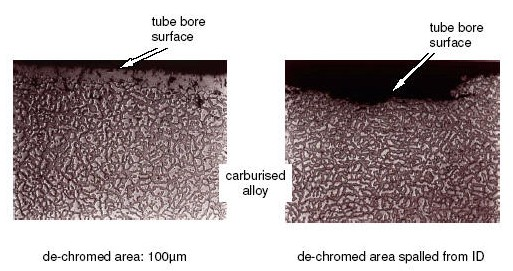 tube bore
surface
tube bore
surface
carburised
alloy
de-chromed area: 100µm
de-chromed area spalled from ID